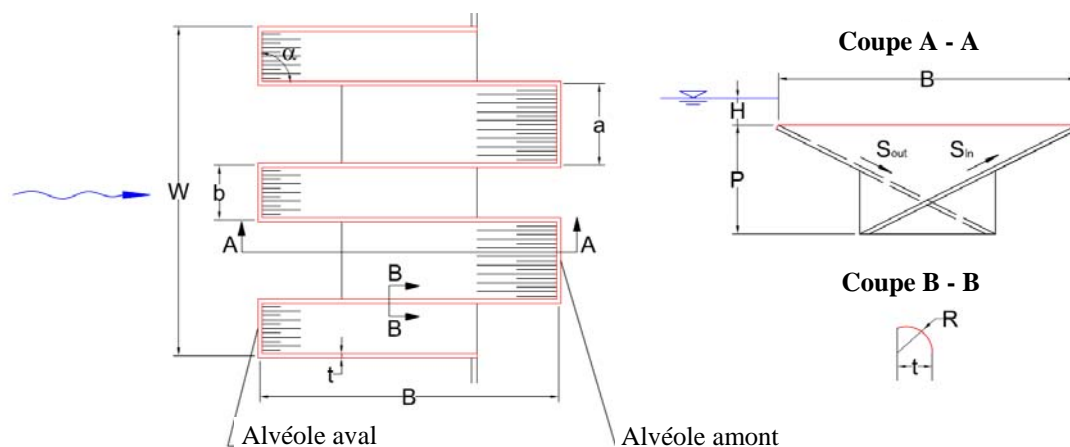 α
W
b
a
A
A
B
B
t
B
Alvéole aval
Alvéole amont
Coupe A - A
B
H
P
Sout
Sin
Coupe B - B
R
t